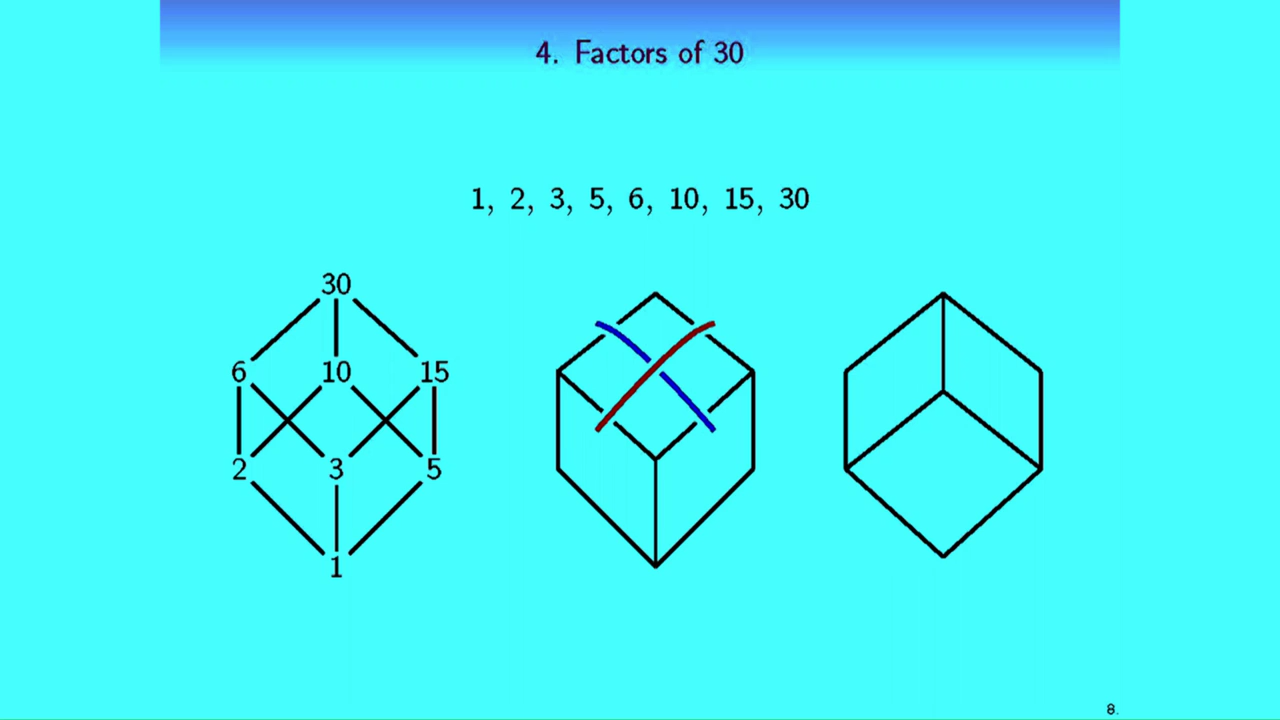 4. Factors of 30
1, 2, 3, 5, 6, 10, 15, 30
30
6 10 15
2 3 5
1
8.